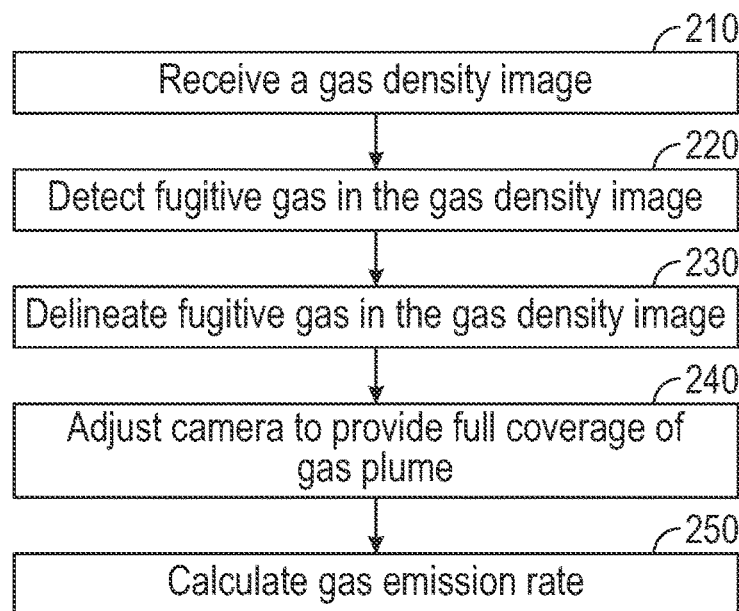 210
Receive a gas density image
220
Detect fugitive gas in the gas density image
230
Delineate fugitive gas in the gas density image
240
Adjust camera to provide full coverage of
gas plume
250
Calculate gas emission rate